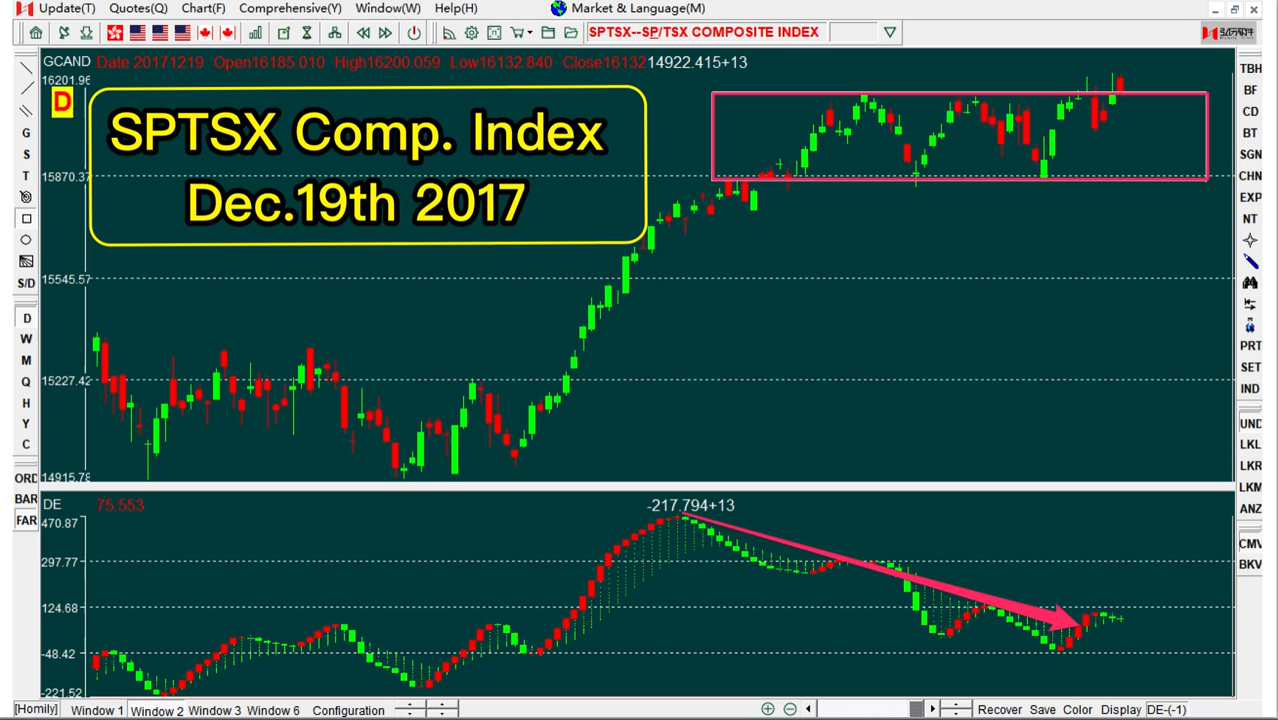 Update(T) Quotes(Q) Chart(F) Comprehensive(Y) Window(W) Help(H) Market & Language(M)
SPTSX--SP/TSX COMPOSITE INDEX
GCAND Date 20171219 Open16185.010 High16200.059 Low16132.840 Close16132 14922.415+13
16201.96
D
SPTSX Comp. Index
Dec.19th 2017
15870.37
15545.57
15227.42
14915.78
G
S
T
S/D
D
W
M
Q
H
Y
C
ORD
BAR
FAR
TBH
BF
CD
BT
SGN
CHN
EXP
NT
PRT
SET
IND
UND
LKL
LKR
LKM
ANZ
CMV
BKV
DE 75.553 -217.794+13
470.87
297.77
124.68
-48.42
-221.52
[Homily] Window 1 Window 2 Window 3 Window 6 Configuration Recover Save Color Display DE-(-1)